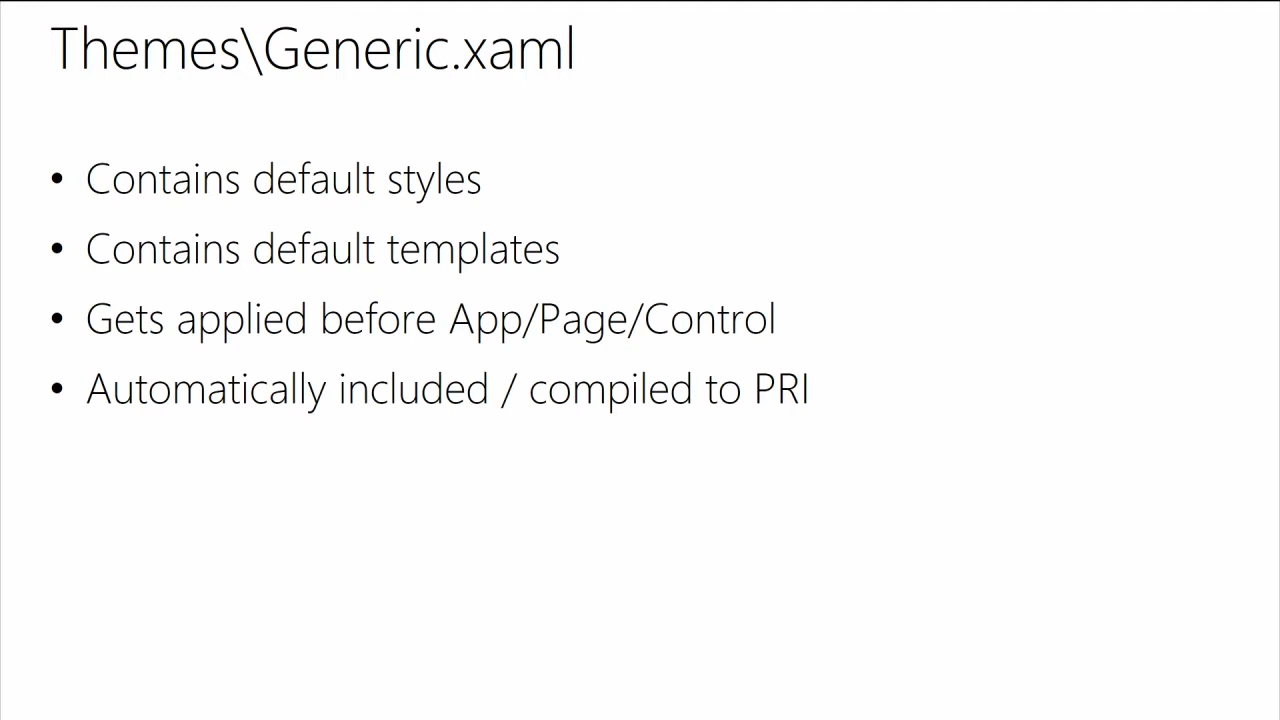 Themes\Generic.xaml
• Contains default styles
• Contains default templates
• Gets applied before App/Page/Control
• Automatically included / compiled to PRI